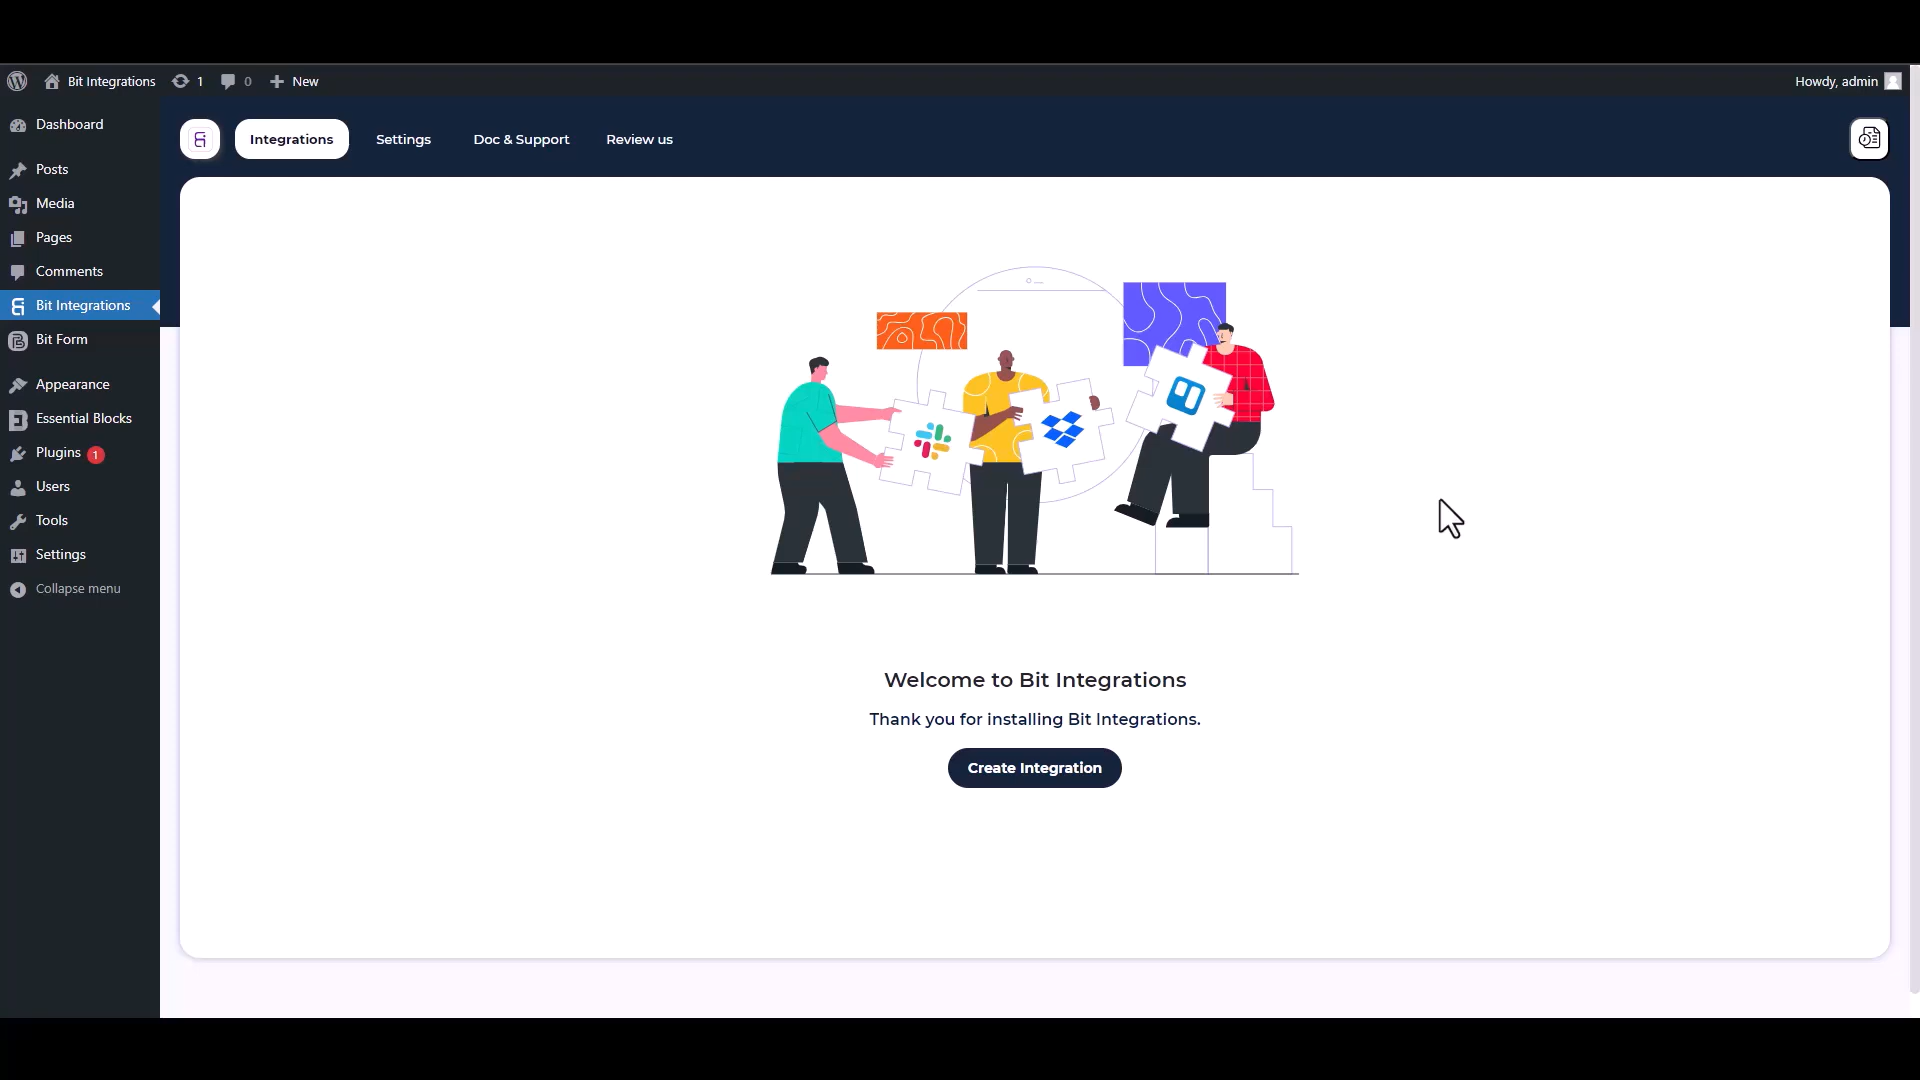 Bit Integrations 1 0 New Howdy, admin
Dashboard
Posts
Media
Pages
Comments
Bit Integrations
Bit Form
Appearance
Essential Blocks
Plugins 1
Users
Tools
Settings
Collapse menu
Integrations Settings Doc & Support Review us
Welcome to Bit Integrations
Thank you for installing Bit Integrations.
Create Integration